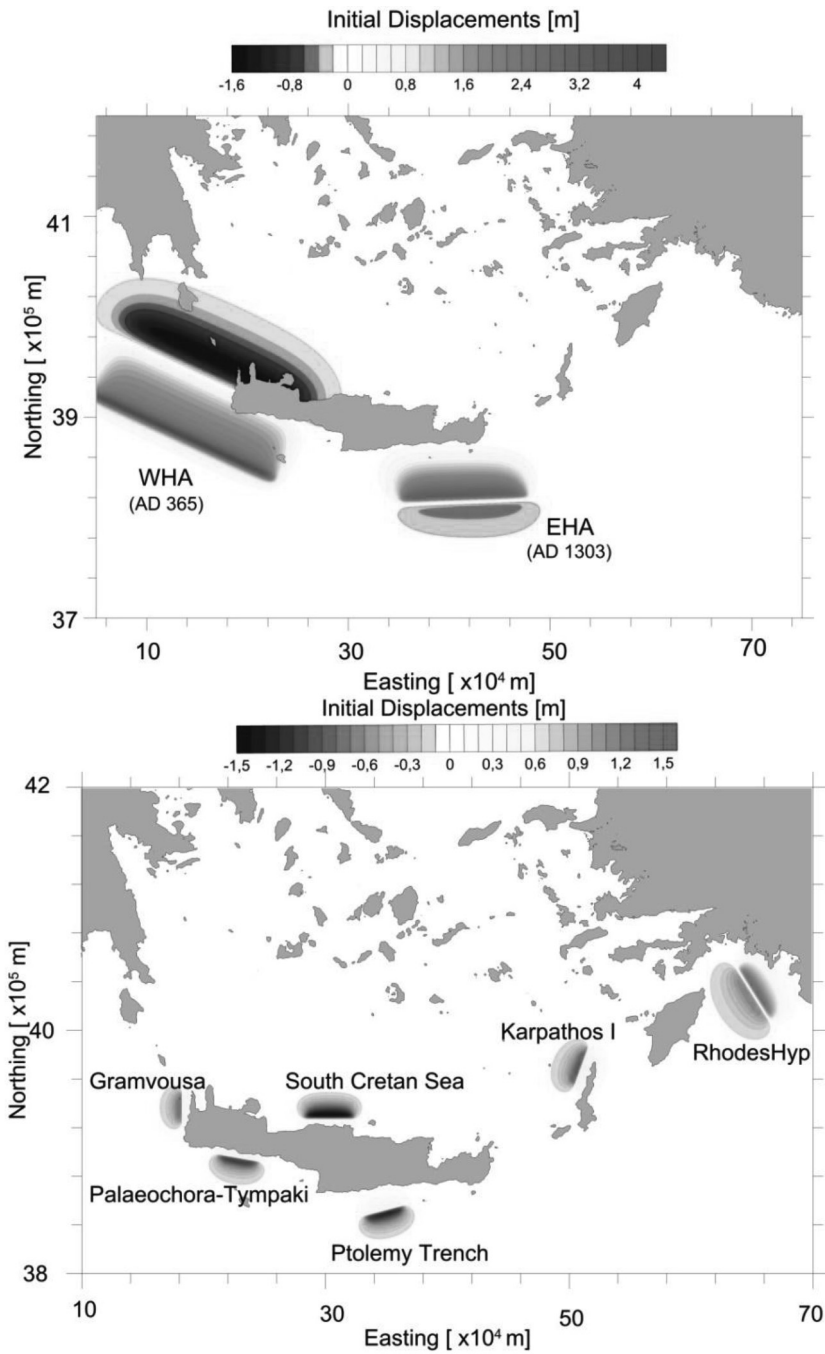 Initial Displacements [m]
-1,6 -0,8 0 0,8 1,6 2,4 3,2 4
41
39
37
Northing [ x10⁵ m]
WHA
(AD 365)
EHA
(AD 1303)
10 30 50 70
Easting [ x10⁴ m]
Initial Displacements [m]
-1,5 -1,2 -0,9 -0,6 -0,3 0 0,3 0,6 0,9 1,2 1,5
42
40
38
Northing [ x10⁵ m]
Karpathos I
RhodesHyp
Gramvousa
South Cretan Sea
Palaeochora-Tympaki
Ptolemy Trench
10 30 50 70
Easting [ x10⁴ m]